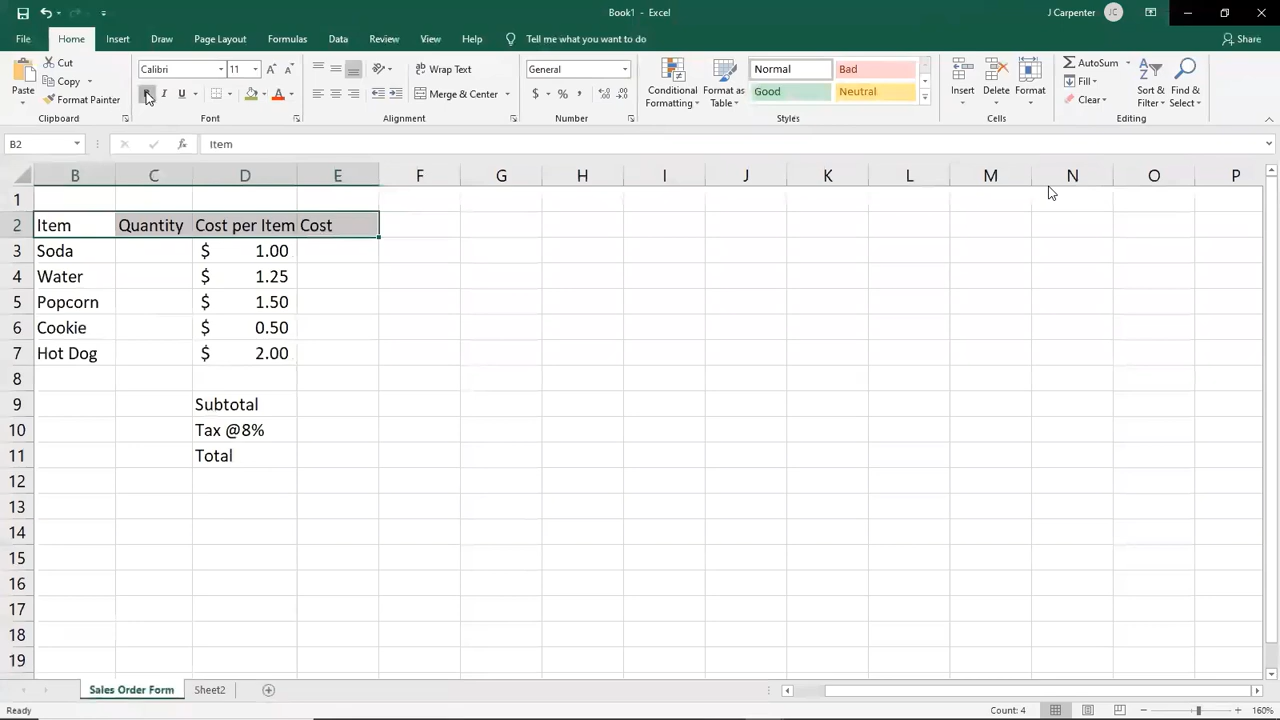 Book1 - Excel
J Carpenter JC
File Home Insert Draw Page Layout Formulas Data Review View Help Tell me what you want to do Share
Paste Cut Copy Format Painter Clipboard
Calibri 11 I U A Font
Wrap Text Merge & Center Alignment
General $ % , Number
Conditional Formatting Format as Table Normal Bad Good Neutral Styles
Insert Delete Format Cells
AutoSum Fill Clear Sort & Filter Find & Select Editing
B2 fx Item
B C D E F G H I J K L M N O P
1
2 Item Quantity Cost per Item Cost
3 Soda $ 1.00
4 Water $ 1.25
5 Popcorn $ 1.50
6 Cookie $ 0.50
7 Hot Dog $ 2.00
8
9 Subtotal
10 Tax @8%
11 Total
12
13
14
15
16
17
18
19
Sales Order Form Sheet2
Ready Count: 4 160%